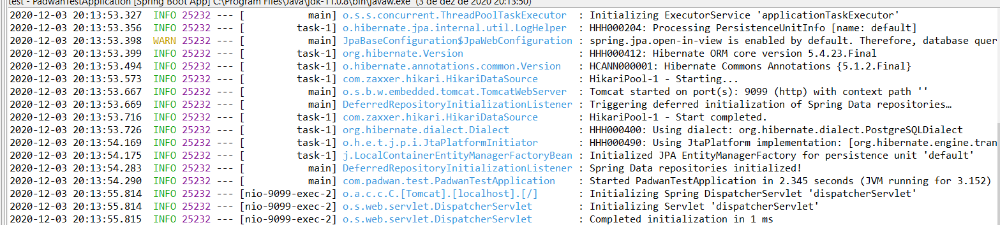 test - PadwanTestApplication [Spring Boot App] C:\Program Files\Java\jdk-11.0.8\bin\javaw.exe (3 de dez de 2020 20:13:50)
2020-12-03 20:13:53.327 INFO 25232 --- [ main] o.s.s.concurrent.ThreadPoolTaskExecutor : Initializing ExecutorService 'applicationTaskExecutor'
2020-12-03 20:13:53.356 INFO 25232 --- [ task-1] o.hibernate.jpa.internal.util.LogHelper : HHH000204: Processing PersistenceUnitInfo [name: default]
2020-12-03 20:13:53.398 WARN 25232 --- [ main] JpaBaseConfiguration$JpaWebConfiguration : spring.jpa.open-in-view is enabled by default. Therefore, database quer
2020-12-03 20:13:53.399 INFO 25232 --- [ task-1] org.hibernate.Version : HHH000412: Hibernate ORM core version 5.4.23.Final
2020-12-03 20:13:53.494 INFO 25232 --- [ task-1] o.hibernate.annotations.common.Version : HCANN000001: Hibernate Commons Annotations {5.1.2.Final}
2020-12-03 20:13:53.573 INFO 25232 --- [ task-1] com.zaxxer.hikari.HikariDataSource : HikariPool-1 - Starting...
2020-12-03 20:13:53.667 INFO 25232 --- [ main] o.s.b.w.embedded.tomcat.TomcatWebServer : Tomcat started on port(s): 9099 (http) with context path ''
2020-12-03 20:13:53.669 INFO 25232 --- [ main] DeferredRepositoryInitializationListener : Triggering deferred initialization of Spring Data repositories…
2020-12-03 20:13:53.716 INFO 25232 --- [ task-1] com.zaxxer.hikari.HikariDataSource : HikariPool-1 - Start completed.
2020-12-03 20:13:53.726 INFO 25232 --- [ task-1] org.hibernate.dialect.Dialect : HHH000400: Using dialect: org.hibernate.dialect.PostgreSQLDialect
2020-12-03 20:13:54.169 INFO 25232 --- [ task-1] o.h.e.t.j.p.i.JtaPlatformInitiator : HHH000490: Using JtaPlatform implementation: [org.hibernate.engine.tran
2020-12-03 20:13:54.175 INFO 25232 --- [ task-1] j.LocalContainerEntityManagerFactoryBean : Initialized JPA EntityManagerFactory for persistence unit 'default'
2020-12-03 20:13:54.283 INFO 25232 --- [ main] DeferredRepositoryInitializationListener : Spring Data repositories initialized!
2020-12-03 20:13:54.290 INFO 25232 --- [ main] com.padwan.test.PadwanTestApplication : Started PadwanTestApplication in 2.345 seconds (JVM running for 3.152)
2020-12-03 20:13:55.814 INFO 25232 --- [nio-9099-exec-2] o.a.c.c.C.[Tomcat].[localhost].[/] : Initializing Spring DispatcherServlet 'dispatcherServlet'
2020-12-03 20:13:55.814 INFO 25232 --- [nio-9099-exec-2] o.s.web.servlet.DispatcherServlet : Initializing Servlet 'dispatcherServlet'
2020-12-03 20:13:55.815 INFO 25232 --- [nio-9099-exec-2] o.s.web.servlet.DispatcherServlet : Completed initialization in 1 ms